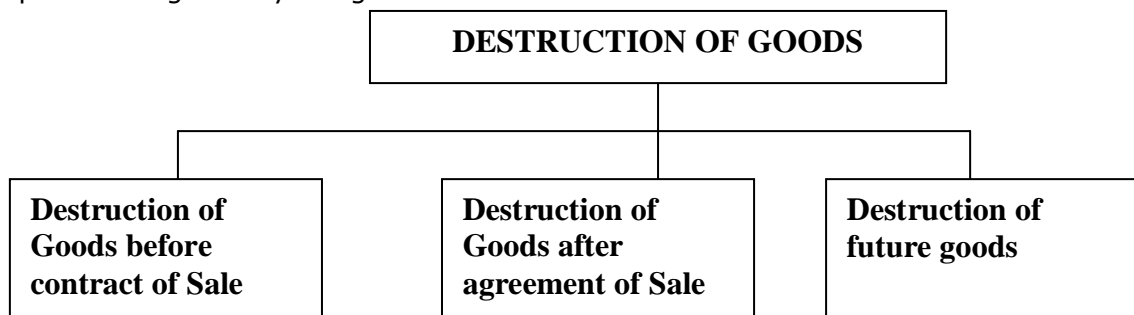 DESTRUCTION OF GOODS
Destruction of
Goods before
contract of Sale
Destruction of
Goods after
agreement of Sale
Destruction of
future goods